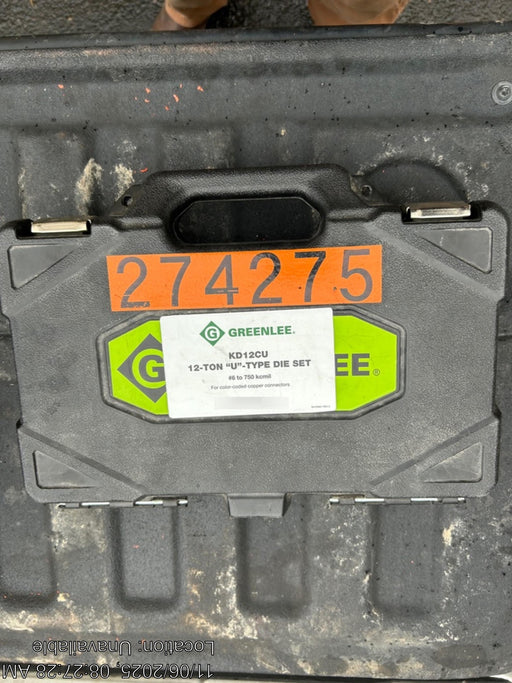 274275
G GREENLEE.
KD12CU
12-TON "U"-TYPE DIE SET
#6 to 750 kcmil
For color-coded copper connectors
G
EE®
Location: Unavailable
11/06/2025, 08:27:28 AM